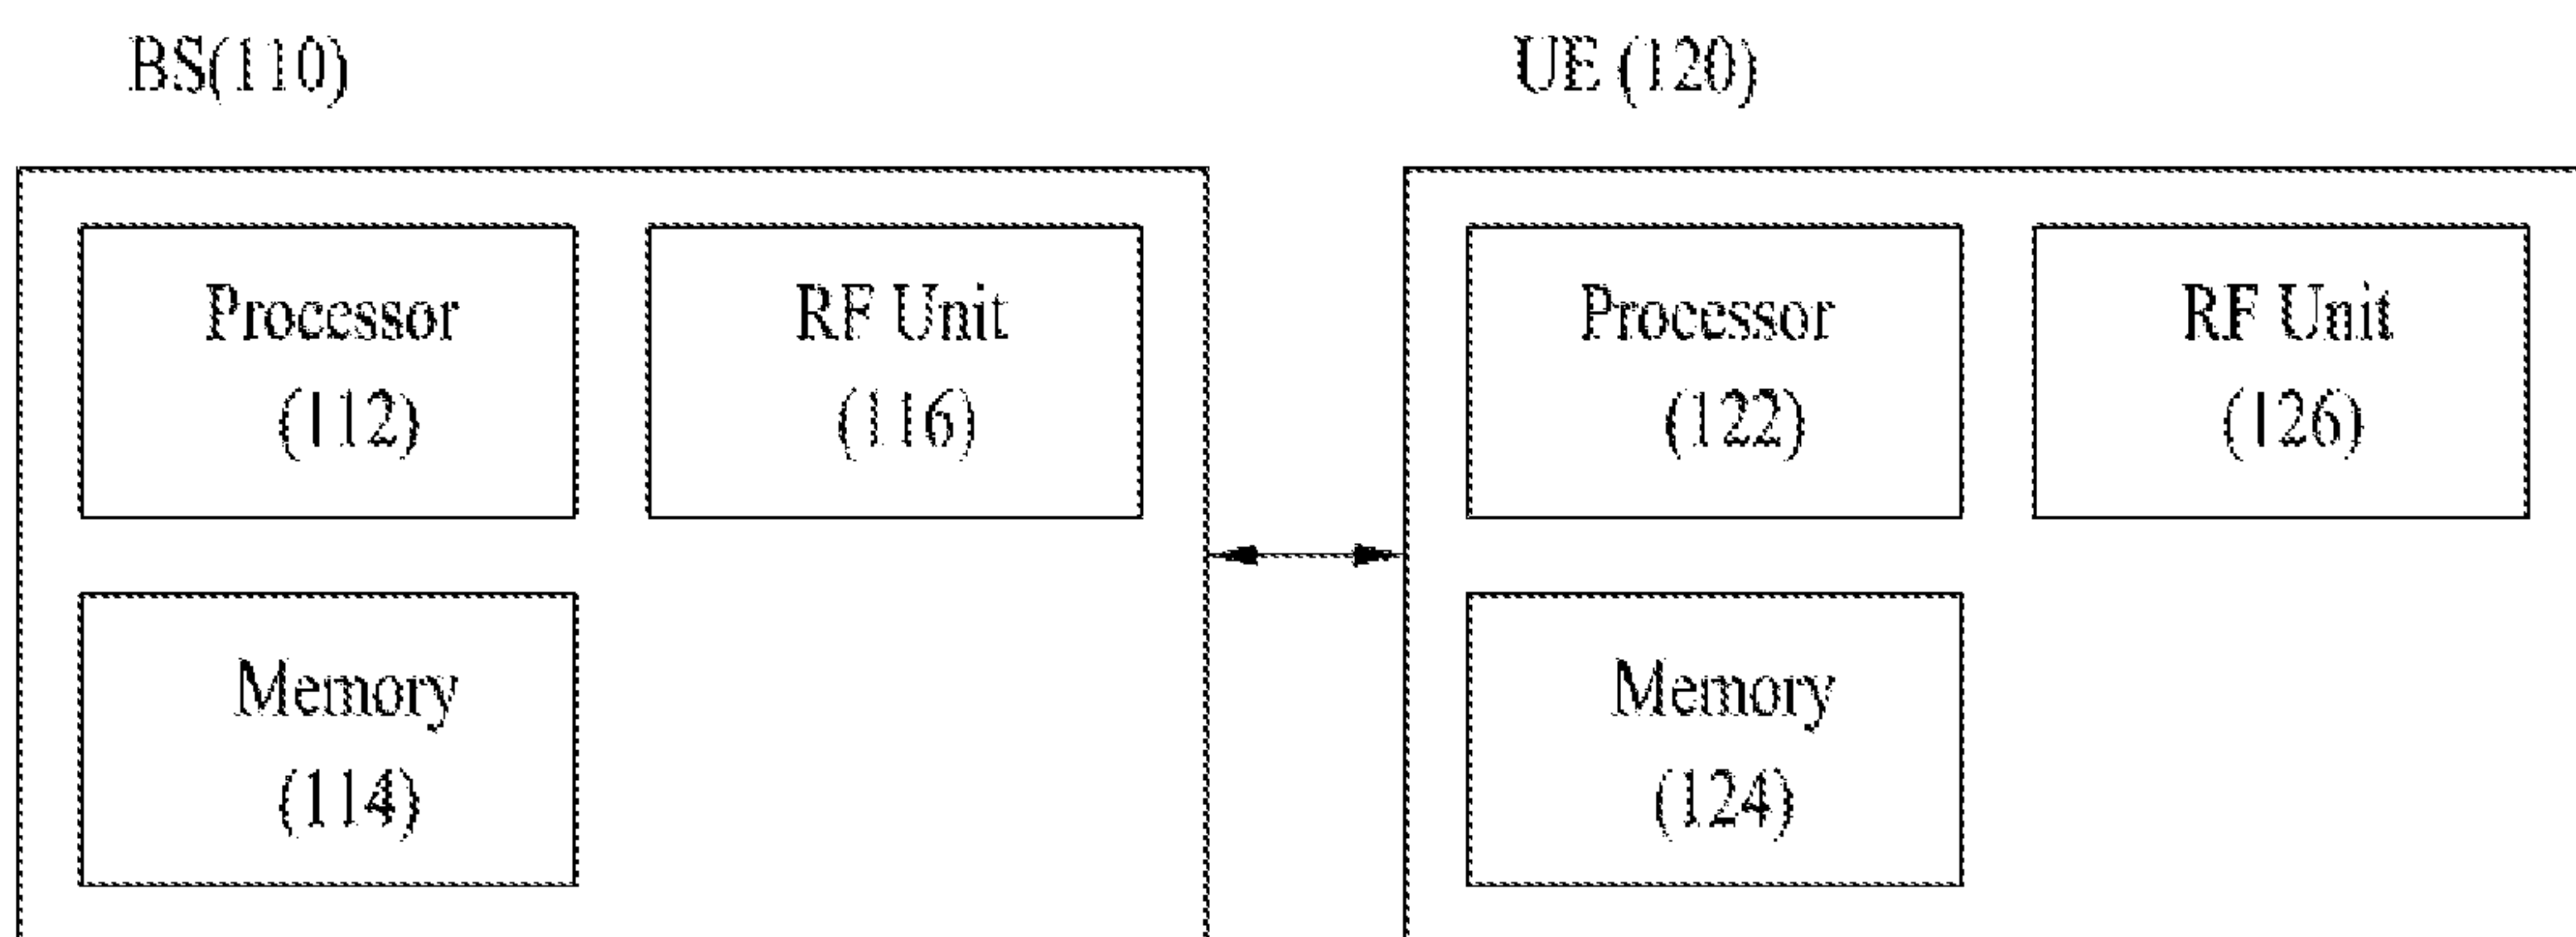 BS(110)
UE (120)
Processor
(112)
RF Unit
(116)
Processor
(122)
RF Unit
(126)
Memory
(114)
Memory
(124)